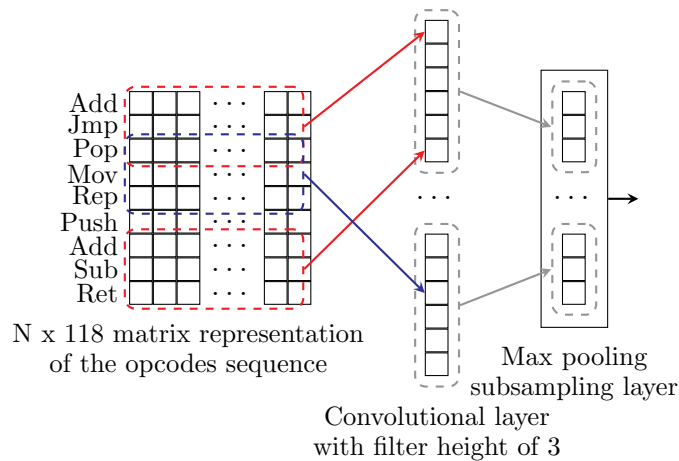 Add
Jmp
Pop
Mov
Rep
Push
Add
Sub
Ret
N x 118 matrix representation
of the opcodes sequence
Convolutional layer
with filter height of 3
Max pooling
subsampling layer